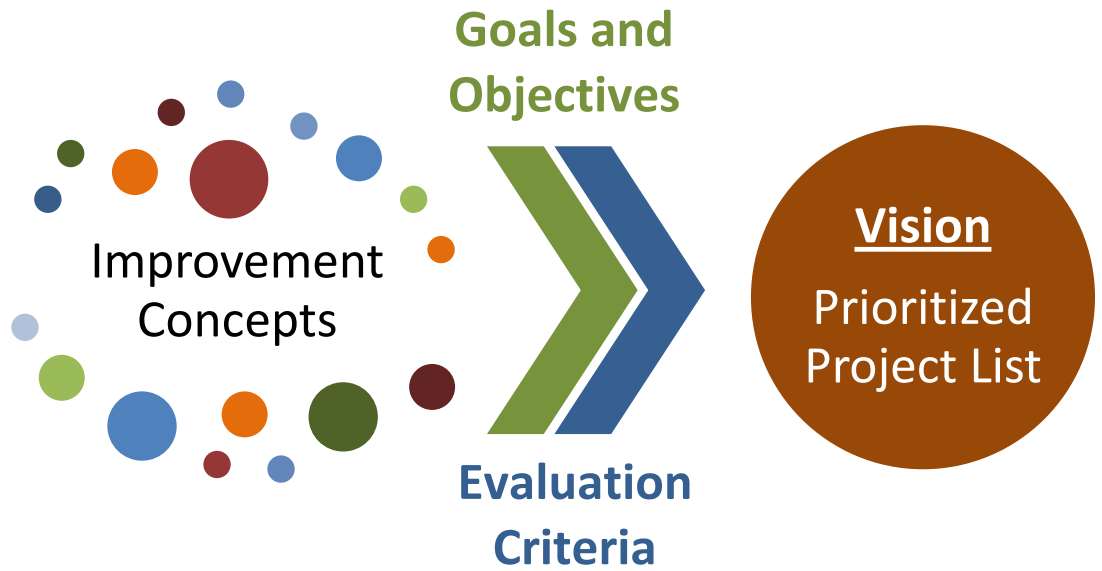 Goals and
Objectives
Improvement
Concepts
Vision
Prioritized
Project List
Evaluation
Criteria